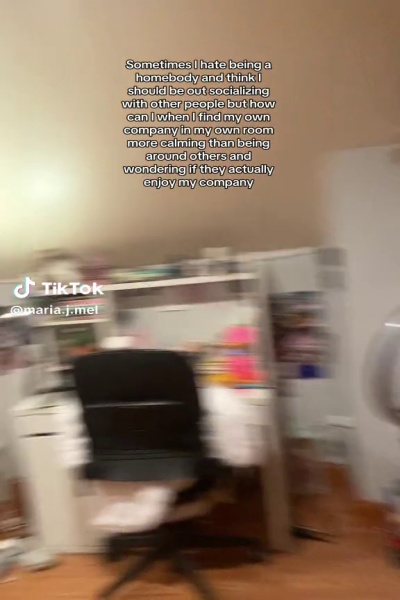 Sometimes I hate being a
homebody and think I
should be out socializing
with other people but how
can I when I find my own
company in my own room
more calming than being
around others and
wondering if they actually
enjoy my company
TikTok
@maria.j.mel